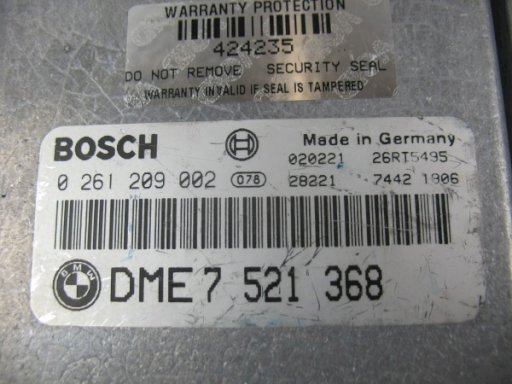 WARRANTY PROTECTION
424235
DO NOT REMOVE SECURITY SEAL
WARRANTY INVALID IF SEAL IS TAMPERED
BOSCH Made in Germany
020221 26RT5495
0 261 209 002 078 28221 7442 1906
BMW DME 7 521 368